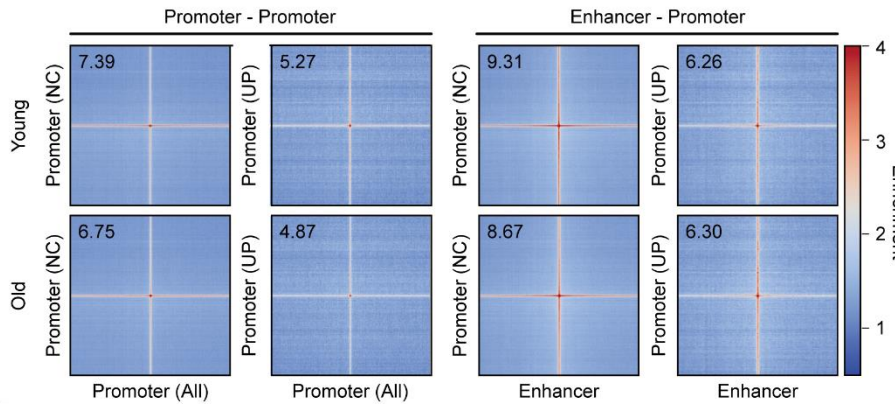 Promoter - Promoter
Enhancer - Promoter
Young
Promoter (NC)
7.39
Promoter (UP)
5.27
Promoter (NC)
9.31
Promoter (UP)
6.26
Old
Promoter (NC)
6.75
Promoter (UP)
4.87
Promoter (NC)
8.67
Promoter (UP)
6.30
Promoter (All)
Promoter (All)
Enhancer
Enhancer
4
3
2
1